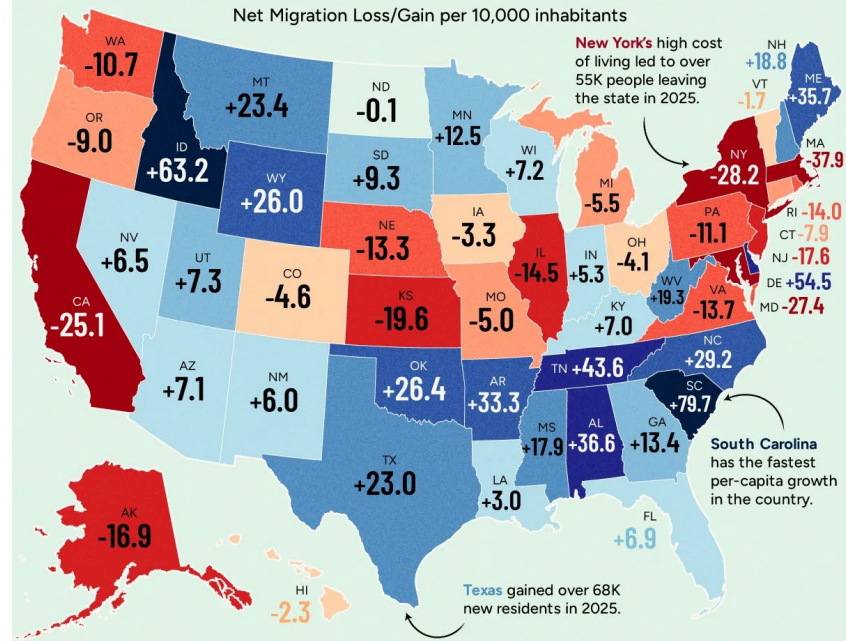 Net Migration Loss/Gain per 10,000 inhabitants
New York's high cost
of living led to over
55K people leaving
the state in 2025.
WA
-10.7
MT
+23.4
ND
-0.1
MN
+12.5
NH
+18.8
VT
-1.7
ME
+35.7
OR
-9.0
ID
+63.2
WY
+26.0
SD
+9.3
WI
+7.2
MI
-5.5
NY
-28.2
MA
-37.9
RI -14.0
CT -7.9
NJ -17.6
DE +54.5
MD -27.4
NV
+6.5
UT
+7.3
CO
-4.6
NE
-13.3
IA
-3.3
IL
-14.5
IN
+5.3
OH
-4.1
PA
-11.1
CA
-25.1
KS
-19.6
MO
-5.0
KY
+7.0
WV
+19.3
VA
-13.7
AZ
+7.1
NM
+6.0
OK
+26.4
AR
+33.3
TN +43.6
NC
+29.2
SC
+79.7
TX
+23.0
LA
+3.0
MS
+17.9
AL
+36.6
GA
+13.4
South Carolina
has the fastest
per-capita growth
in the country.
FL
+6.9
AK
-16.9
HI
-2.3
Texas gained over 68K
new residents in 2025.